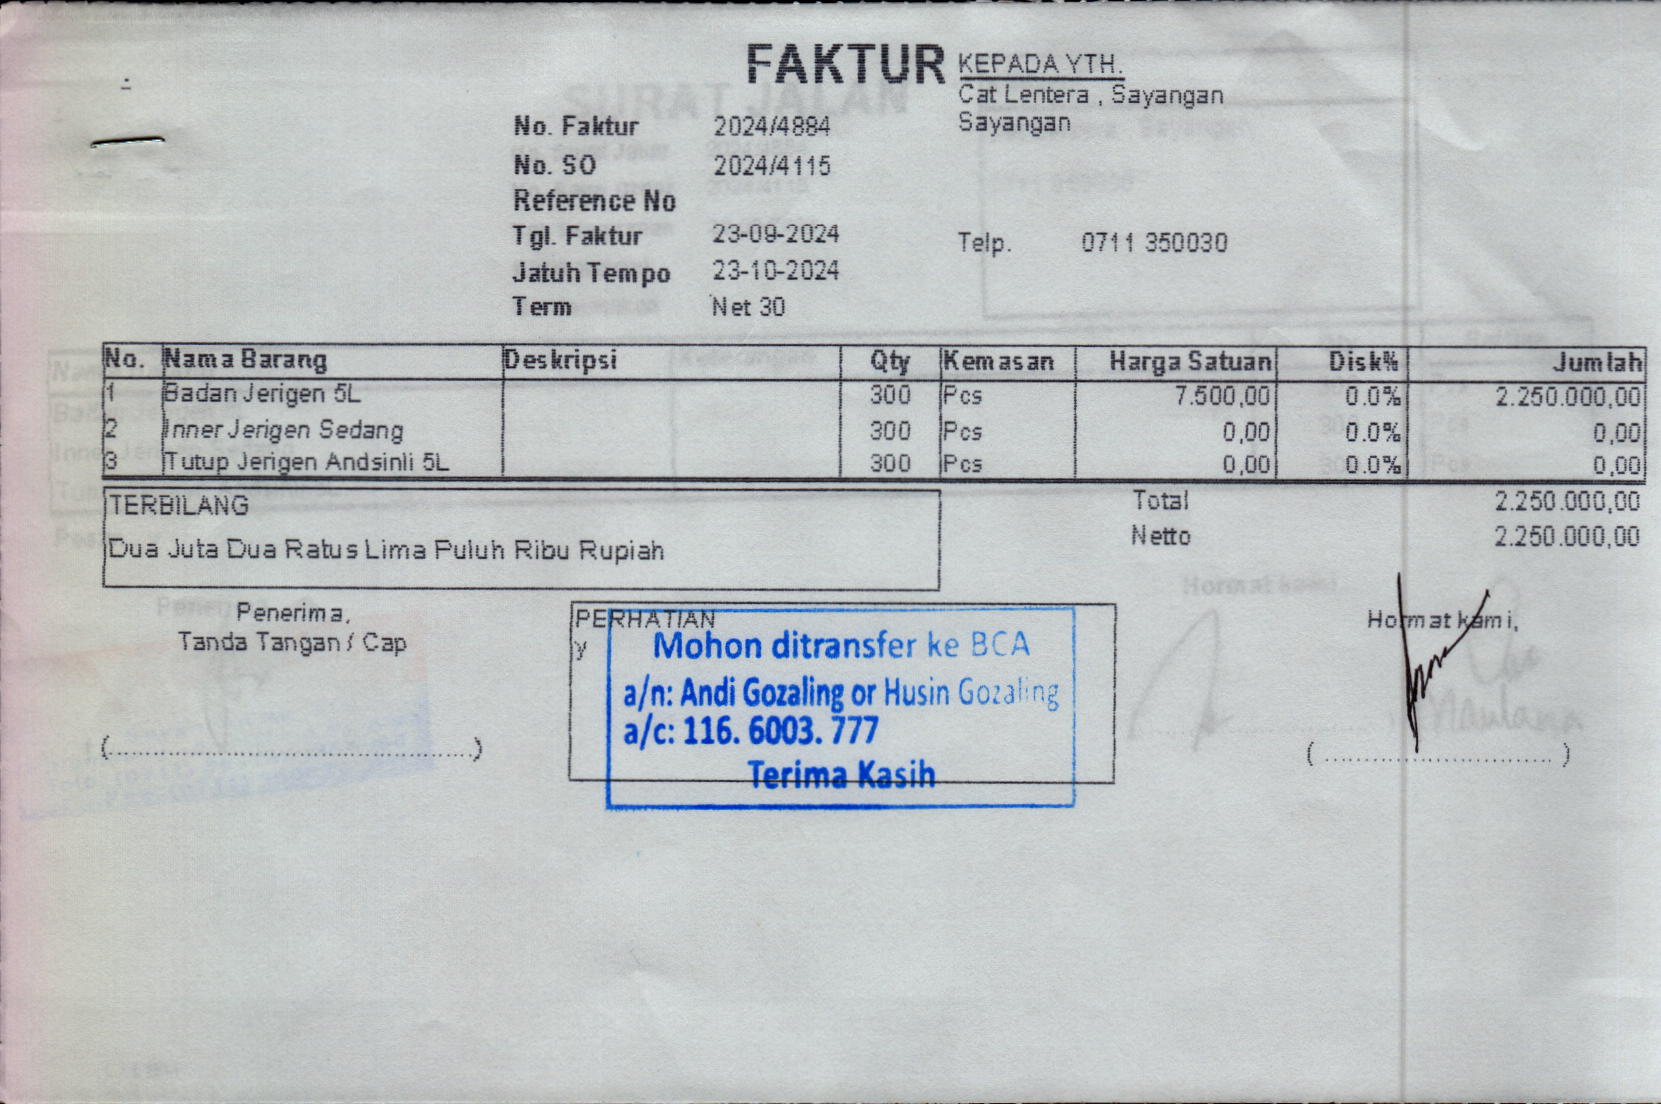 FAKTUR
KEPADA YTH.
Cat Lentera , Sayangan
Sayangan
No. Faktur 2024/4884
No. SO 2024/4115
Reference No
Tgl. Faktur 23-09-2024
Telp. 0711 350030
Jatuh Tempo 23-10-2024
Term Net 30
No. Nama Barang Deskripsi Qty Kemasan Harga Satuan Disk% Jumlah
1 Badan Jerigen 5L 300 Pcs 7.500,00 0.0% 2.250.000,00
2 Inner Jerigen Sedang 300 Pcs 0,00 0.0% 0,00
3 Tutup Jerigen Andsinli 5L 300 Pcs 0,00 0.0% 0,00
TERBILANG
Dua Juta Dua Ratus Lima Puluh Ribu Rupiah
Total 2.250.000,00
Netto 2.250.000,00
Penerima,
Tanda Tangan / Cap
(..............................)
PERHATIAN
y
Mohon ditransfer ke BCA
a/n: Andi Gozaling or Husin Gozaling
a/c: 116. 6003. 777
Terima Kasih
Hormat kami,
(..............................)
SURAT JALAN
Hormat kami
Maulana